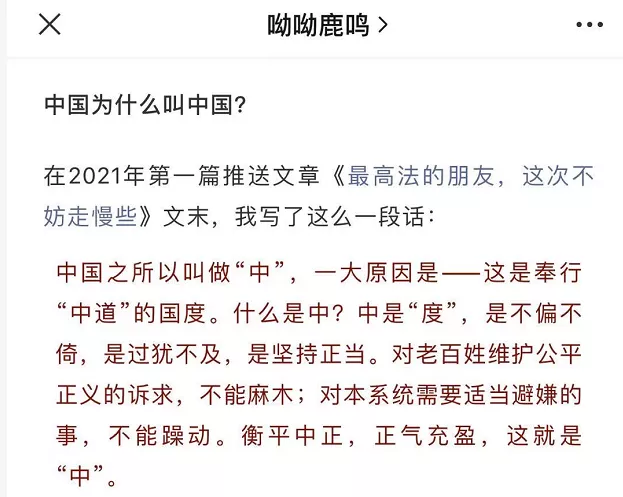 呦呦鹿鸣
中国为什么叫中国?
在2021年第一篇推送文章《最高法的朋友，这次不
妨走慢些》文末，我写了这么一段话：
中国之所以叫做“中”，一大原因是——这是奉行
“中道”的国度。什么是中？中是“度”，是不偏不
倚，是过犹不及，是坚持正当。对老百姓维护公平
正义的诉求，不能麻木；对本系统需要适当避嫌的
事，不能躁动。衡平中正，正气充盈，这就是
“中”。